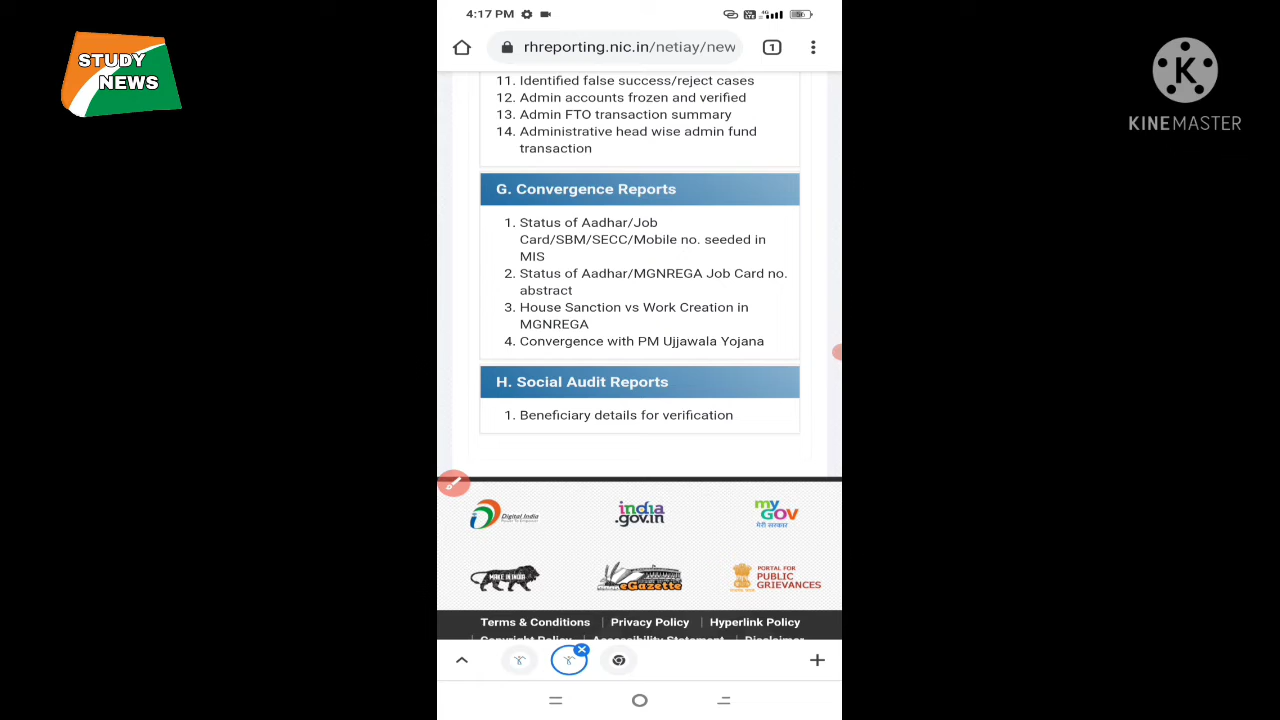 4:17 PM
STUDY
NEWS
K
KINEMASTER
rhreporting.nic.in/netiay/new
1
11. Identified false success/reject cases
12. Admin accounts frozen and verified
13. Admin FTO transaction summary
14. Administrative head wise admin fund
transaction
G. Convergence Reports
1. Status of Aadhar/Job
Card/SBM/SECC/Mobile no. seeded in
MIS
2. Status of Aadhar/MGNREGA Job Card no.
abstract
3. House Sanction vs Work Creation in
MGNREGA
4. Convergence with PM Ujjawala Yojana
H. Social Audit Reports
1. Beneficiary details for verification
Digital India
Power To Empower
india
.gov.in
my
GOV
मेरी सरकार
MAKE IN INDIA
eGazette
PORTAL FOR
PUBLIC
GRIEVANCES
Terms & Conditions | Privacy Policy | Hyperlink Policy
| Copyright Policy | Accessibility Statement | Disclaimer